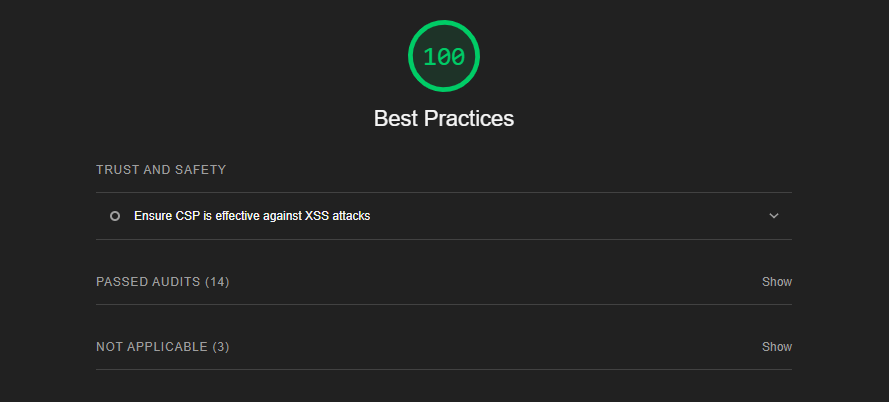 100
Best Practices
TRUST AND SAFETY
Ensure CSP is effective against XSS attacks
PASSED AUDITS (14) Show
NOT APPLICABLE (3) Show